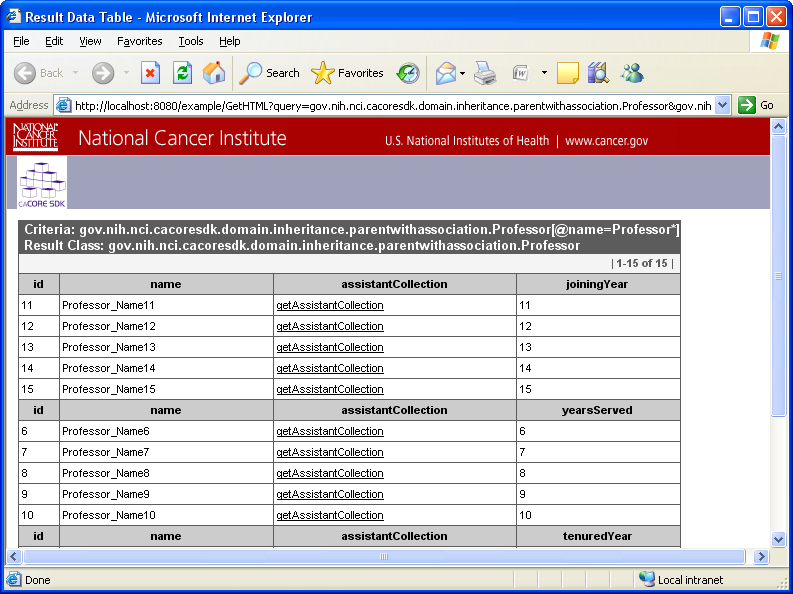 Result Data Table - Microsoft Internet Explorer
File Edit View Favorites Tools Help
Back Search Favorites
Address http://localhost:8080/example/GetHTML?query=gov.nih.nci.cacoresdk.domain.inheritance.parentwithassociation.Professor&gov.nih Go
NATIONAL CANCER INSTITUTE National Cancer Institute U.S. National Institutes of Health | www.cancer.gov
caCORE SDK
Criteria: gov.nih.nci.cacoresdk.domain.inheritance.parentwithassociation.Professor[@name=Professor*]
Result Class: gov.nih.nci.cacoresdk.domain.inheritance.parentwithassociation.Professor
| 1-15 of 15 |
id name assistantCollection joiningYear
11 Professor_Name11 getAssistantCollection 11
12 Professor_Name12 getAssistantCollection 12
13 Professor_Name13 getAssistantCollection 13
14 Professor_Name14 getAssistantCollection 14
15 Professor_Name15 getAssistantCollection 15
id name assistantCollection yearsServed
6 Professor_Name6 getAssistantCollection 6
7 Professor_Name7 getAssistantCollection 7
8 Professor_Name8 getAssistantCollection 8
9 Professor_Name9 getAssistantCollection 9
10 Professor_Name10 getAssistantCollection 10
id name assistantCollection tenuredYear
Done Local intranet